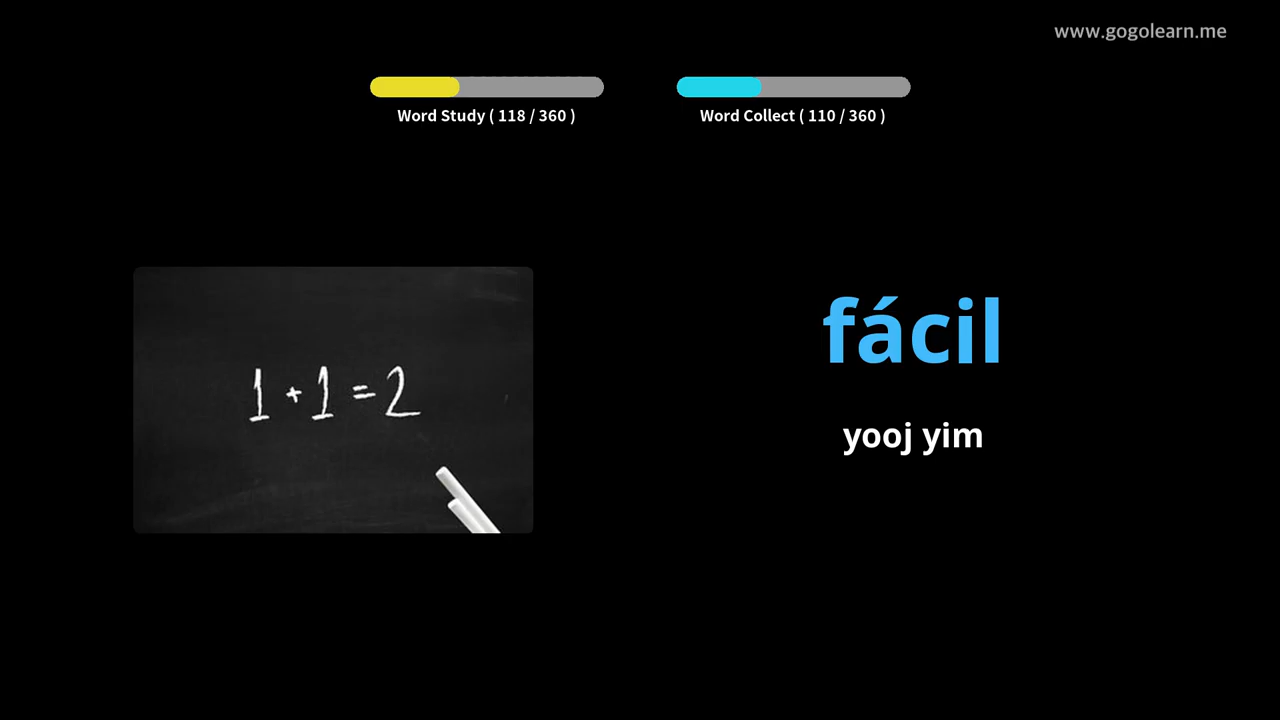 www.gogolearn.me
Word Study ( 118 / 360 )
Word Collect ( 110 / 360 )
1 + 1 = 2
fácil
yooj yim